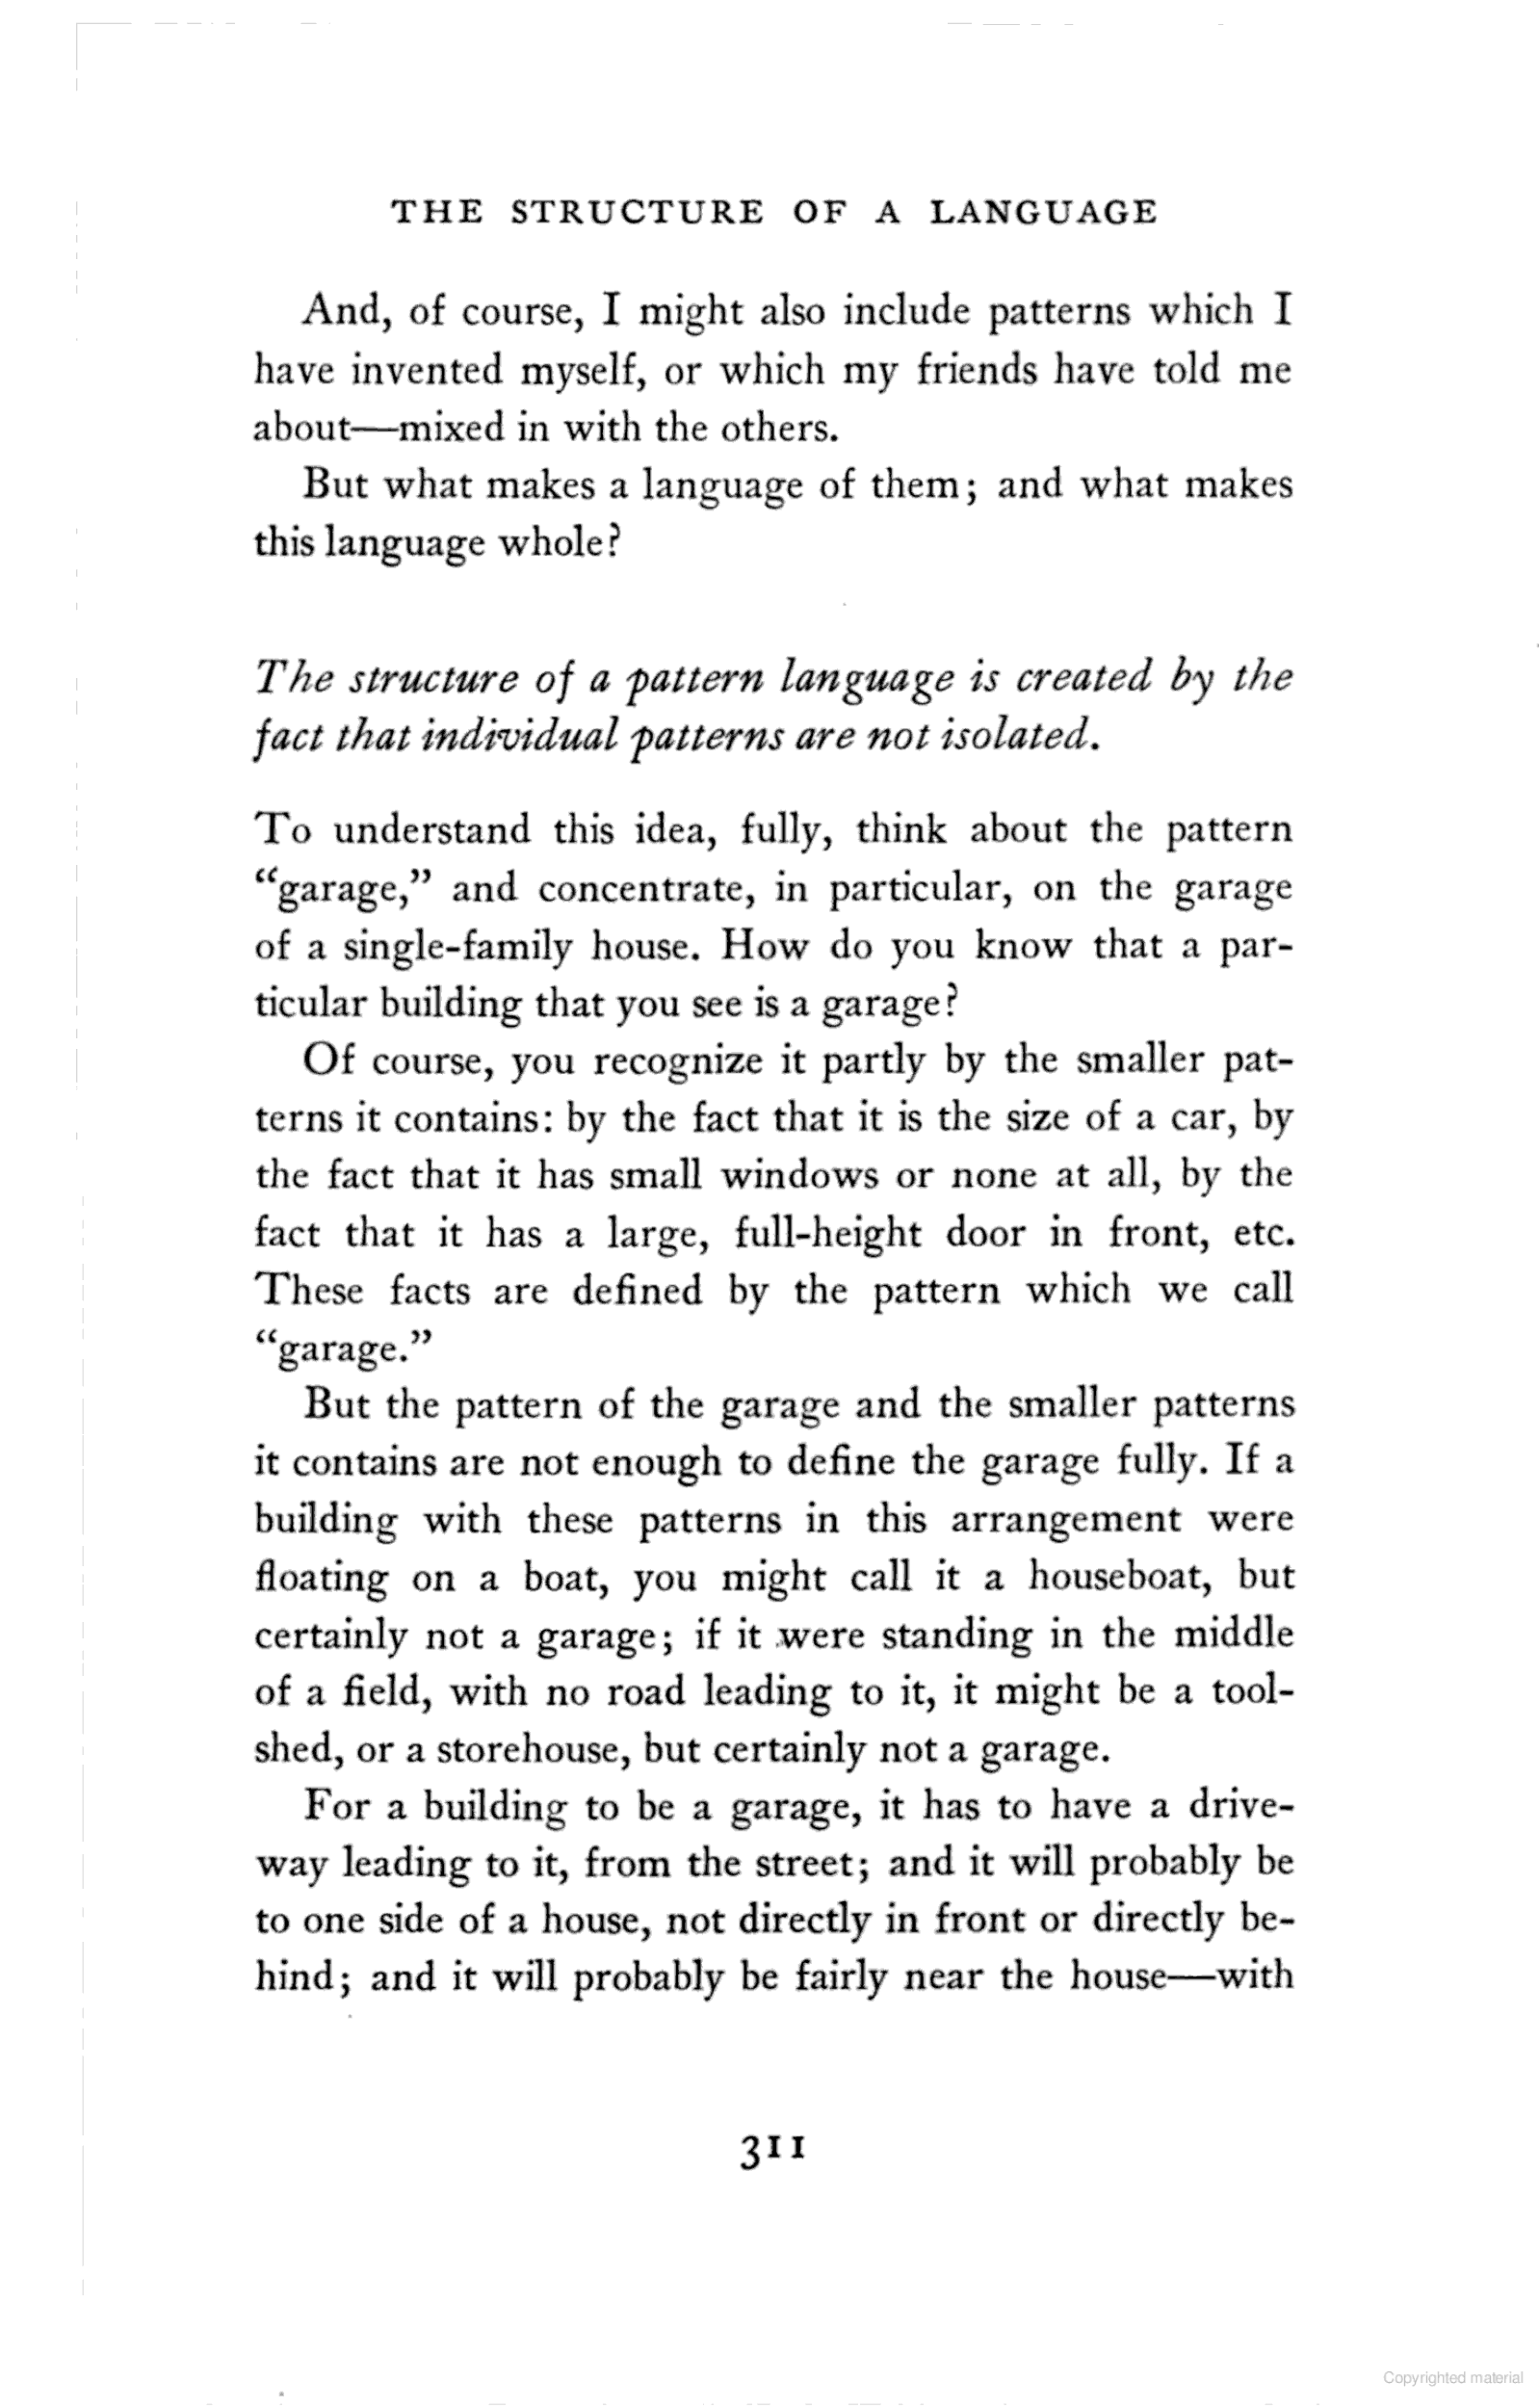 THE STRUCTURE OF A LANGUAGE
And, of course, I might also include patterns which I
have invented myself, or which my friends have told me
about—mixed in with the others.
But what makes a language of them; and what makes
this language whole?
The structure of a pattern language is created by the
fact that individual patterns are not isolated.
To understand this idea, fully, think about the pattern
“garage,” and concentrate, in particular, on the garage
of a single-family house. How do you know that a par-
ticular building that you see is a garage?
Of course, you recognize it partly by the smaller pat-
terns it contains: by the fact that it is the size of a car, by
the fact that it has small windows or none at all, by the
fact that it has a large, full-height door in front, etc.
These facts are defined by the pattern which we call
“garage.”
But the pattern of the garage and the smaller patterns
it contains are not enough to define the garage fully. If a
building with these patterns in this arrangement were
floating on a boat, you might call it a houseboat, but
certainly not a garage; if it were standing in the middle
of a field, with no road leading to it, it might be a tool-
shed, or a storehouse, but certainly not a garage.
For a building to be a garage, it has to have a drive-
way leading to it, from the street; and it will probably be
to one side of a house, not directly in front or directly be-
hind; and it will probably be fairly near the house—with
311
Copyrighted material